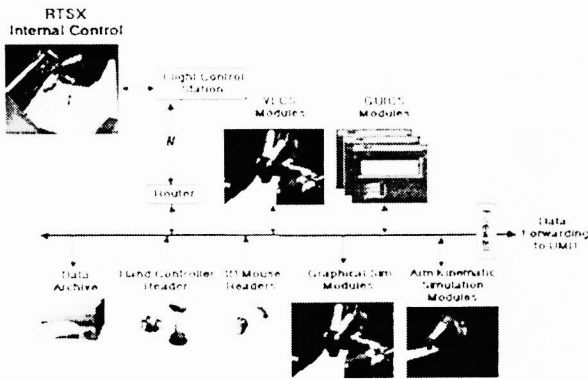 RTSX
Internal Control
Flight Control
Station
VECS
Modules
GUICS
Modules
N
Router
Data
Forwarding
to UMD
Data
Archive
Hand Controller
Reader
3D Mouse
Readers
Graphical Sim
Modules
Arm Kinematic
Simulation
Modules